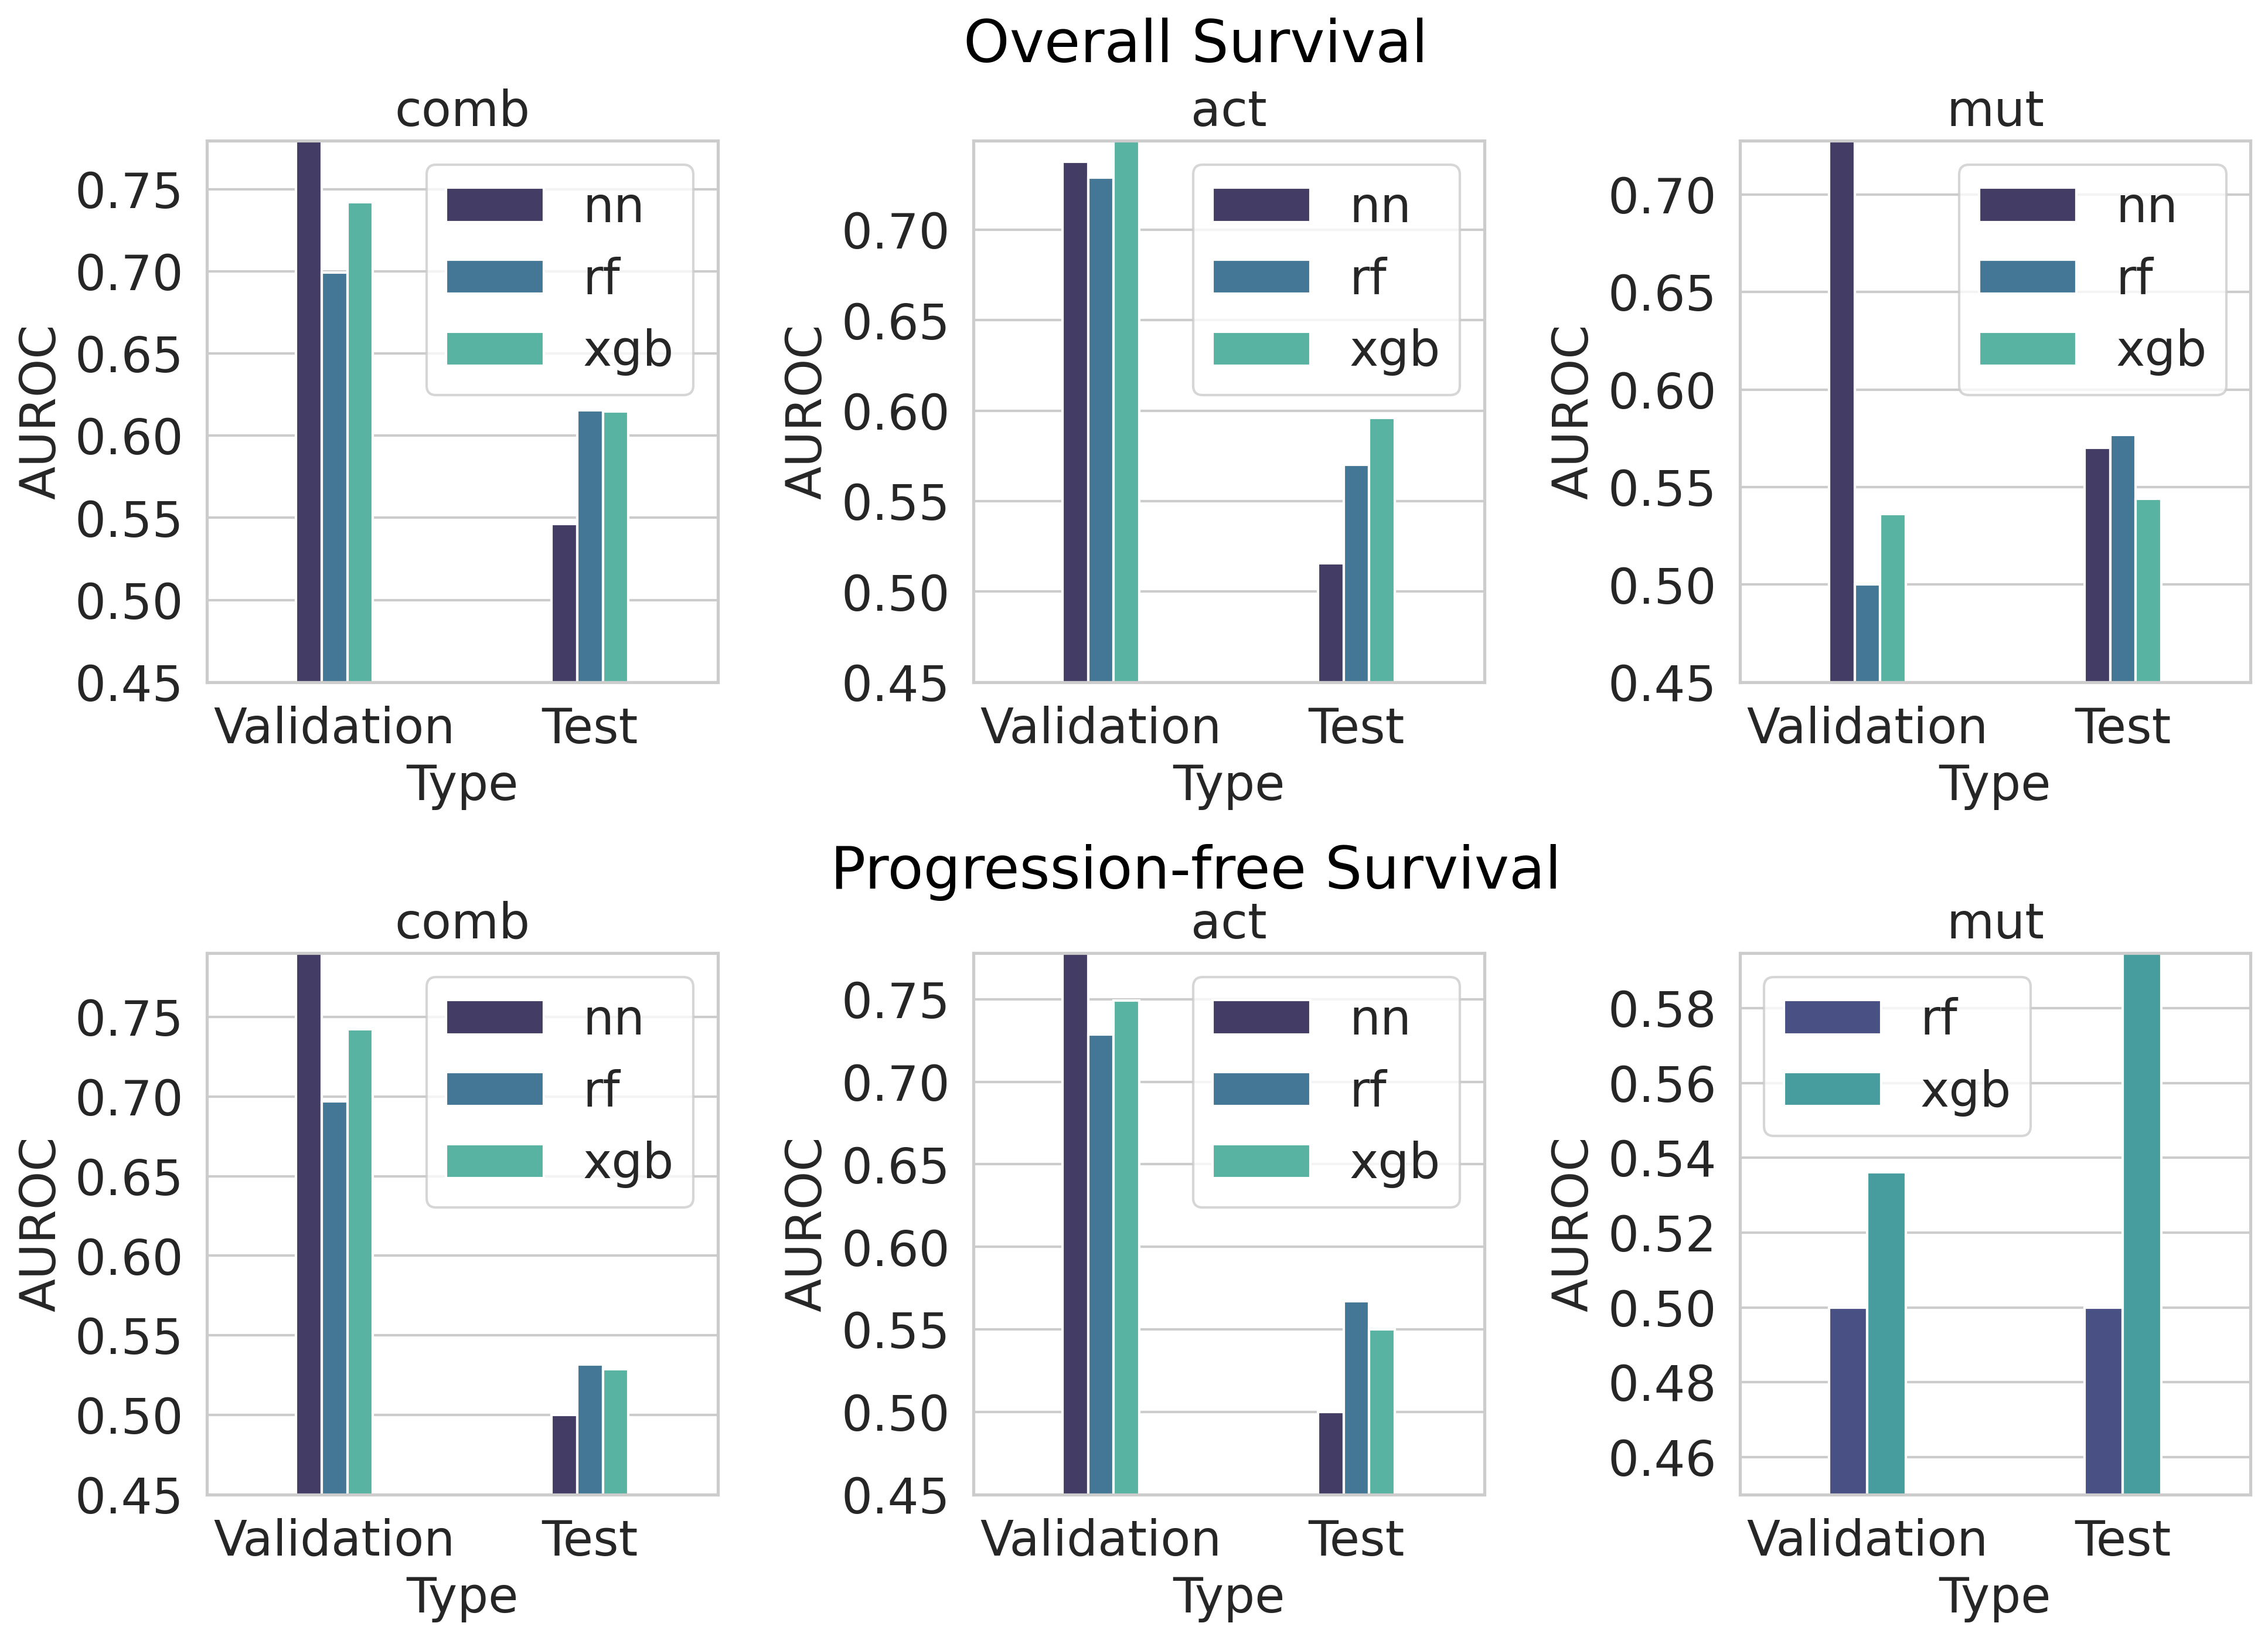 Overall Survival
comb
0.75
0.70
0.65
0.60
0.55
0.50
0.45
AUROC
nn
rf
xgb
Validation
Test
Type
act
0.70
0.65
0.60
0.55
0.50
0.45
AUROC
nn
rf
xgb
Validation
Test
Type
mut
0.70
0.65
0.60
0.55
0.50
0.45
AUROC
nn
rf
xgb
Validation
Test
Type
Progression-free Survival
comb
0.75
0.70
0.65
0.60
0.55
0.50
0.45
AUROC
nn
rf
xgb
Validation
Test
Type
act
0.75
0.70
0.65
0.60
0.55
0.50
0.45
AUROC
nn
rf
xgb
Validation
Test
Type
mut
0.58
0.56
0.54
0.52
0.50
0.48
0.46
AUROC
rf
xgb
Validation
Test
Type